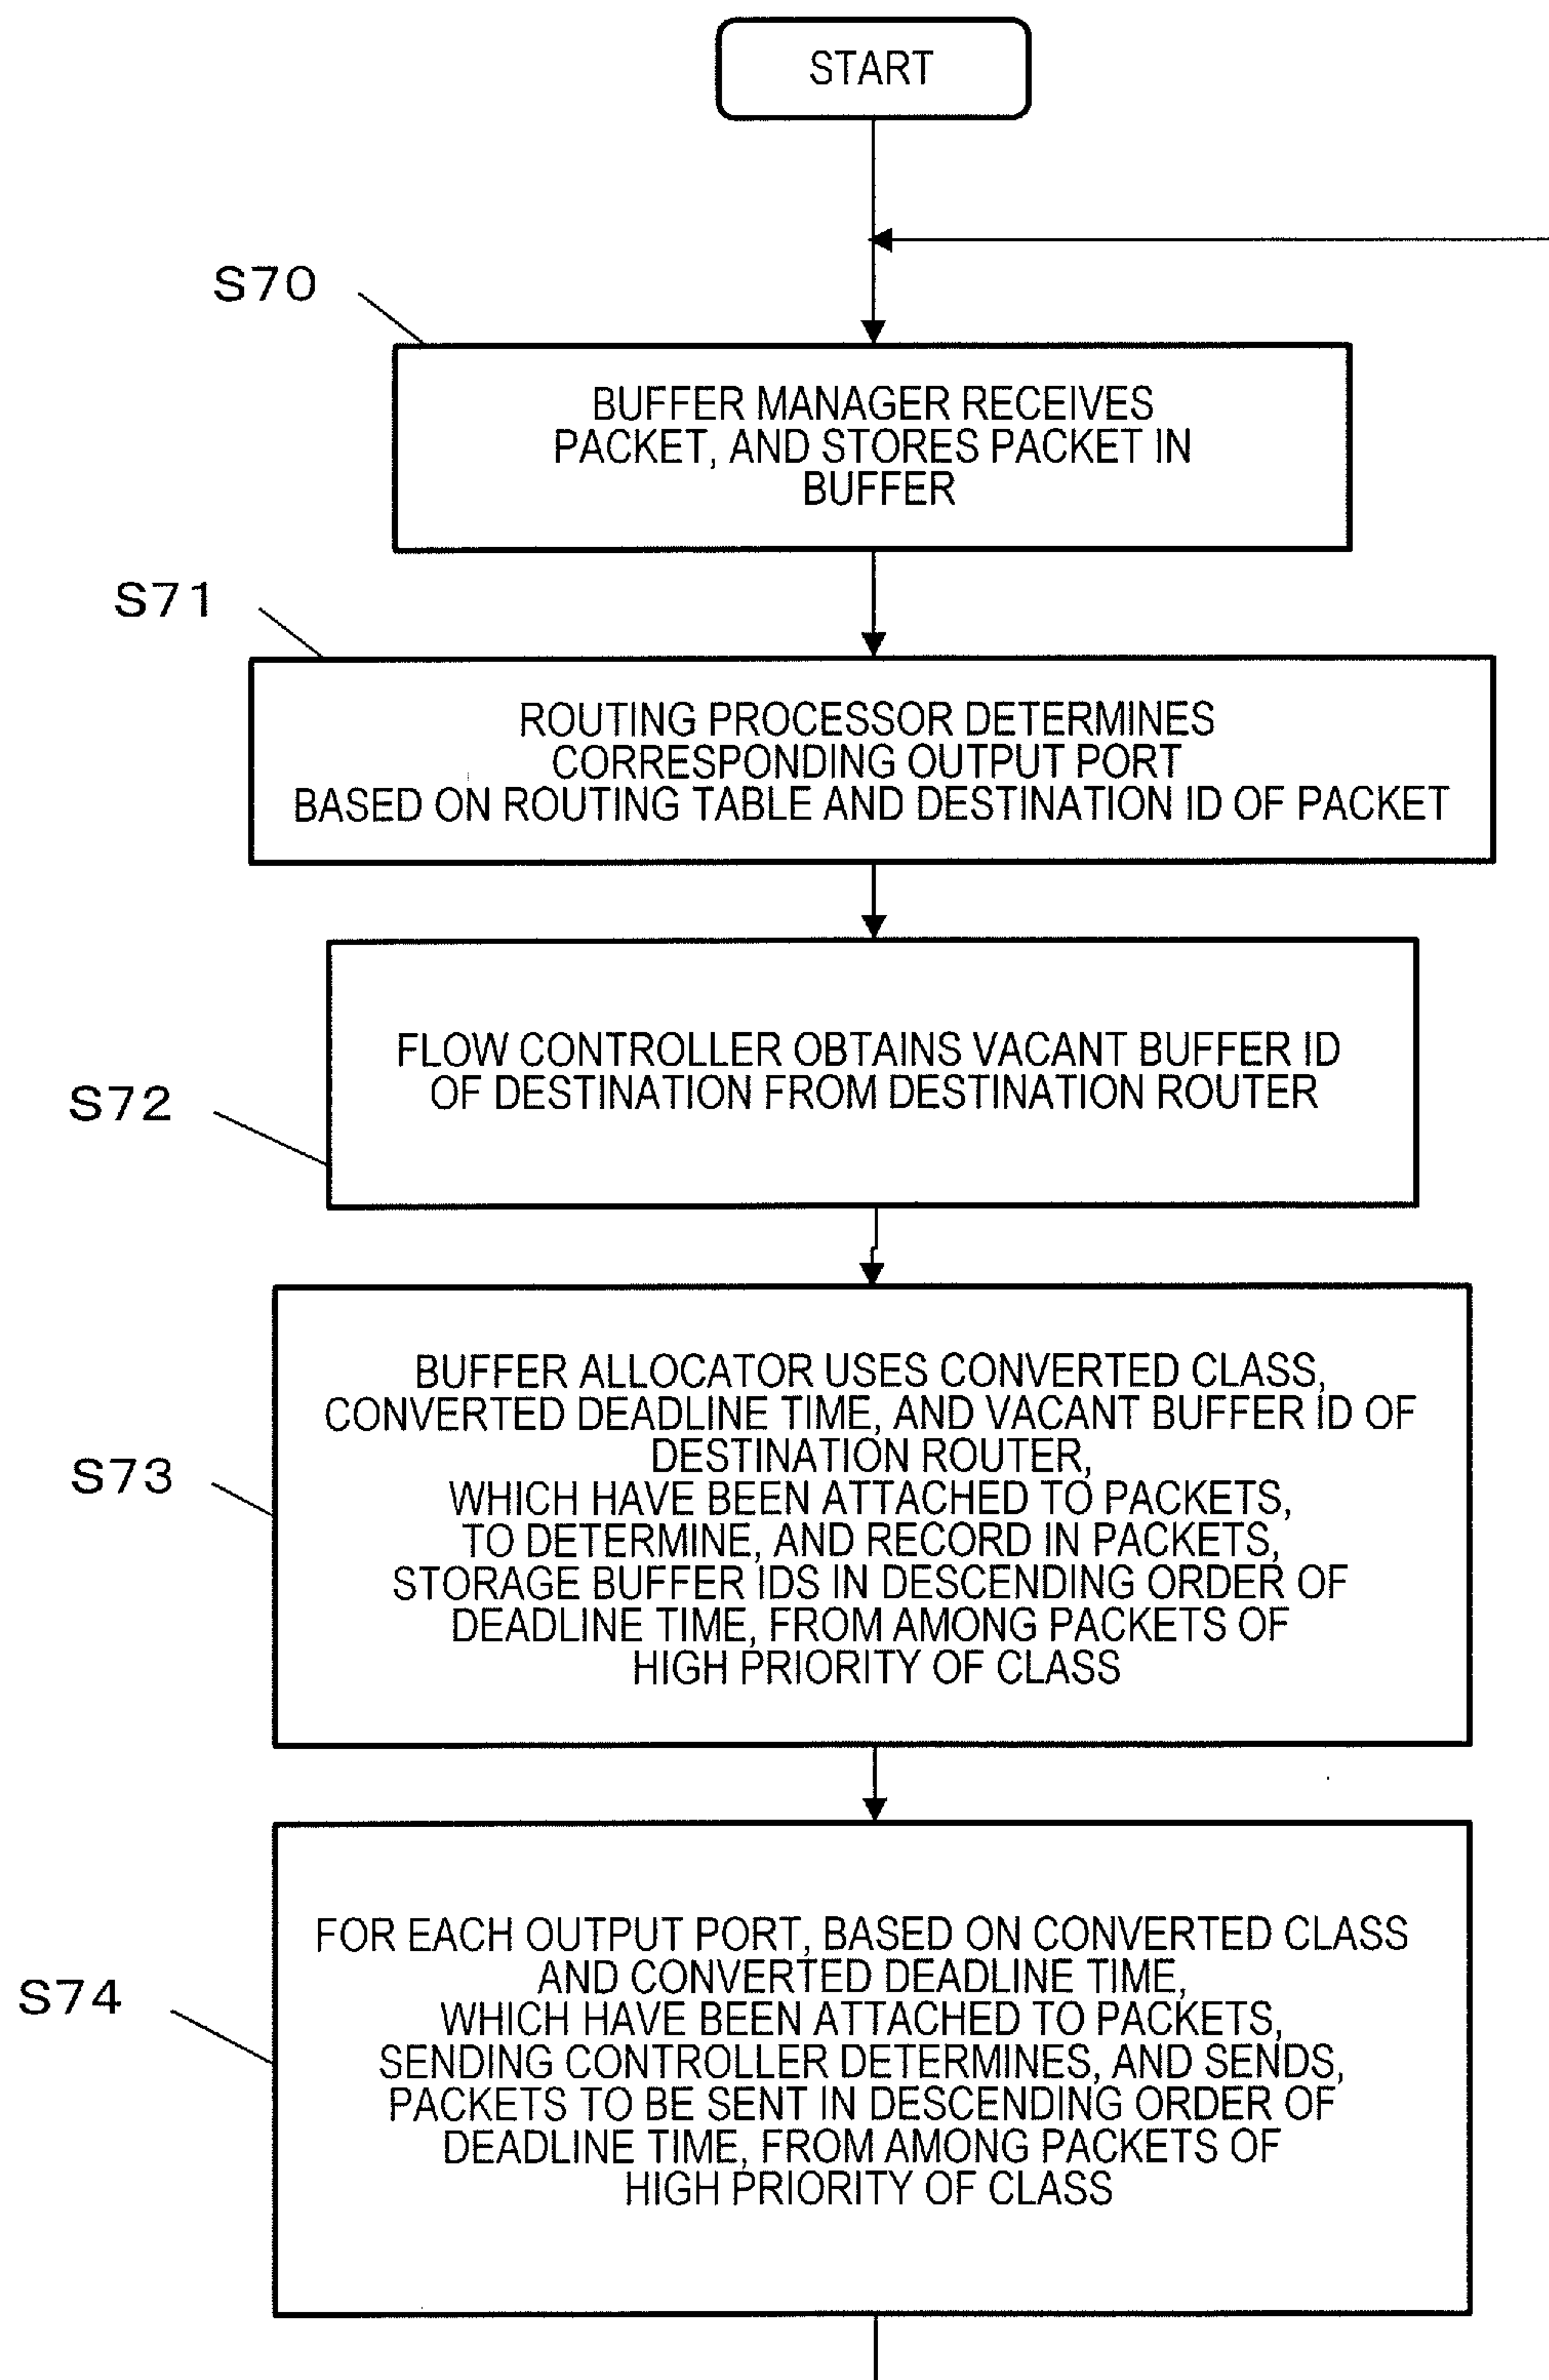 START
S70
BUFFER MANAGER RECEIVES
PACKET, AND STORES PACKET IN
BUFFER
S71
ROUTING PROCESSOR DETERMINES
CORRESPONDING OUTPUT PORT
BASED ON ROUTING TABLE AND DESTINATION ID OF PACKET
S72
FLOW CONTROLLER OBTAINS VACANT BUFFER ID
OF DESTINATION FROM DESTINATION ROUTER
S73
BUFFER ALLOCATOR USES CONVERTED CLASS,
CONVERTED DEADLINE TIME, AND VACANT BUFFER ID OF
DESTINATION ROUTER,
WHICH HAVE BEEN ATTACHED TO PACKETS,
TO DETERMINE, AND RECORD IN PACKETS,
STORAGE BUFFER IDS IN DESCENDING ORDER OF
DEADLINE TIME, FROM AMONG PACKETS OF
HIGH PRIORITY OF CLASS
S74
FOR EACH OUTPUT PORT, BASED ON CONVERTED CLASS
AND CONVERTED DEADLINE TIME,
WHICH HAVE BEEN ATTACHED TO PACKETS,
SENDING CONTROLLER DETERMINES, AND SENDS,
PACKETS TO BE SENT IN DESCENDING ORDER OF
DEADLINE TIME, FROM AMONG PACKETS OF
HIGH PRIORITY OF CLASS